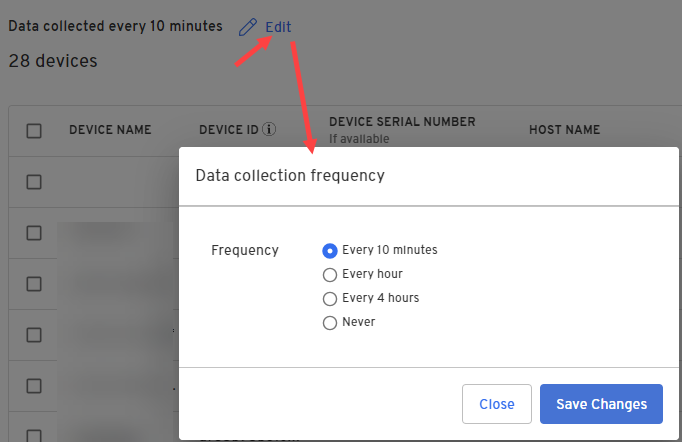 Data collected every 10 minutes Edit
28 devices
DEVICE NAME DEVICE ID DEVICE SERIAL NUMBER HOST NAME
If available
Data collection frequency
Frequency Every 10 minutes
Every hour
Every 4 hours
Never
Close Save Changes